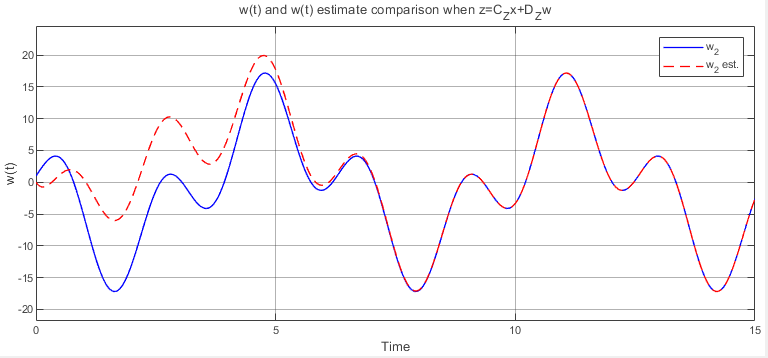 w(t) and w(t) estimate comparison when z=C_Zx+D_Zw
w_2
w_2 est.
20
15
10
5
0
-5
-10
-15
-20
w(t)
0 5 10 15
Time